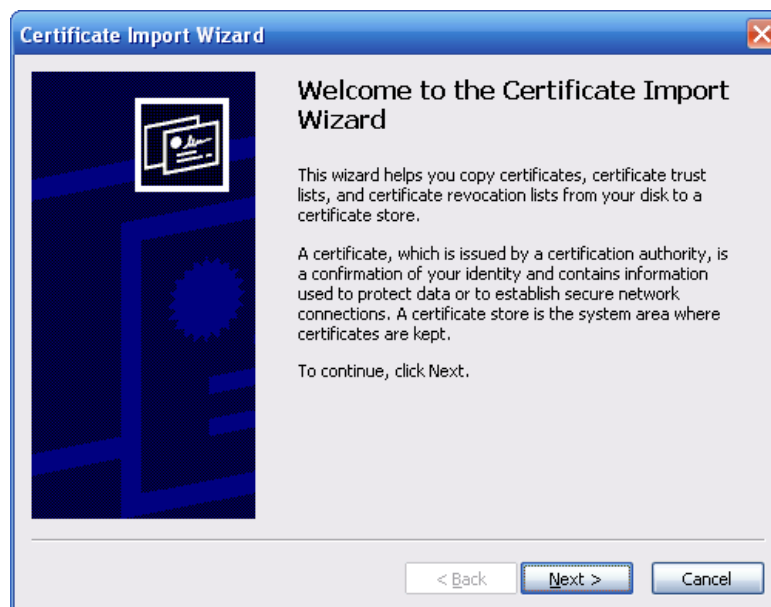 Certificate Import Wizard
Welcome to the Certificate Import
Wizard
This wizard helps you copy certificates, certificate trust
lists, and certificate revocation lists from your disk to a
certificate store.
A certificate, which is issued by a certification authority, is
a confirmation of your identity and contains information
used to protect data or to establish secure network
connections. A certificate store is the system area where
certificates are kept.
To continue, click Next.
< Back Next > Cancel